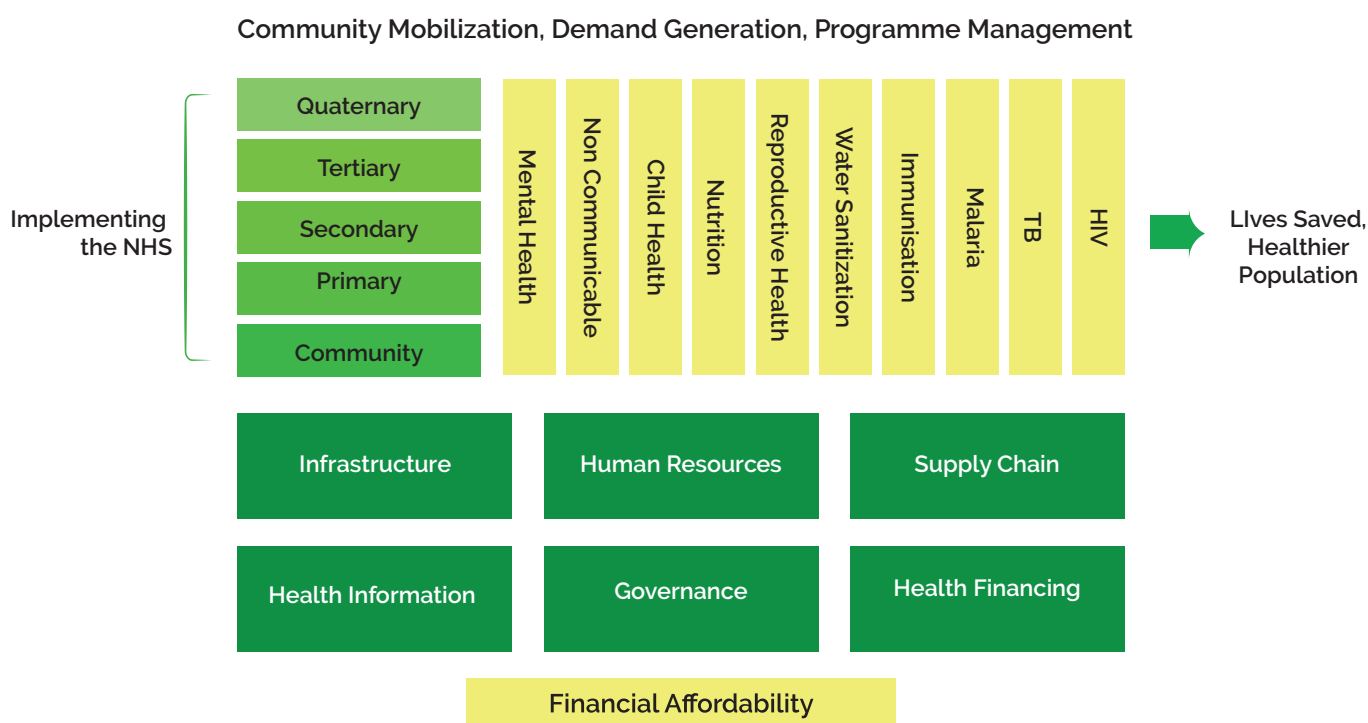 Community Mobilization, Demand Generation, Programme Management
Implementing
the NHS
Quaternary
Tertiary
Secondary
Primary
Community
Mental Health
Non Communicable
Child Health
Nutrition
Reproductive Health
Water Sanitization
Immunisation
Malaria
TB
HIV
LIves Saved,
Healthier
Population
Infrastructure
Human Resources
Supply Chain
Health Information
Governance
Health Financing
Financial Affordability